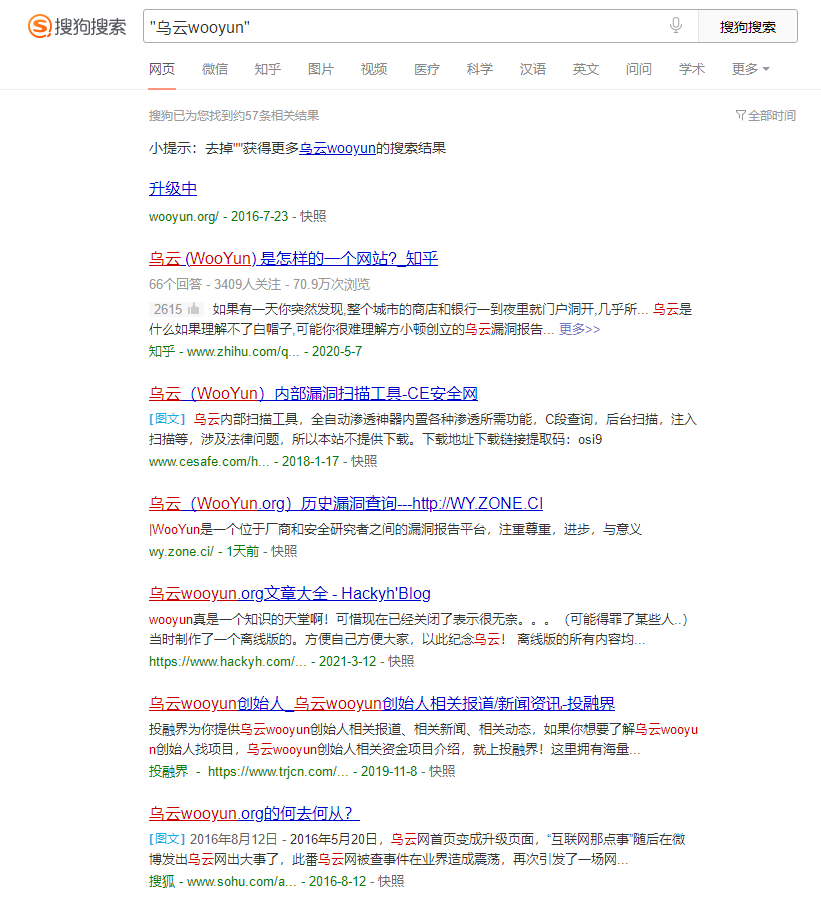 搜狗搜索 "乌云wooyun" 搜狗搜索
网页 微信 知乎 图片 视频 医疗 科学 汉语 英文 问问 学术 更多
搜狗已为您找到约57条相关结果 全部时间
小提示：去掉""获得更多乌云wooyun的搜索结果
升级中
wooyun.org/ - 2016-7-23 - 快照
乌云 (WooYun) 是怎样的一个网站?_知乎
66个回答 - 3409人关注 - 70.9万次浏览
2615 如果有一天你突然发现,整个城市的商店和银行一到夜里就门户洞开,几乎所... 乌云是
什么如果理解不了白帽子,可能你很难理解方小顿创立的乌云漏洞报告... 更多>>
知乎 - www.zhihu.com/q... - 2020-5-7
乌云（WooYun）内部漏洞扫描工具-CE安全网
[图文] 乌云内部扫描工具，全自动渗透神器内置各种渗透所需功能，C段查询，后台扫描，注入
扫描等，涉及法律问题，所以本站不提供下载。下载地址下载链接提取码：osi9
www.cesafe.com/h... - 2018-1-17 - 快照
乌云（WooYun.org）历史漏洞查询---http://WY.ZONE.CI
|WooYun是一个位于厂商和安全研究者之间的漏洞报告平台，注重尊重，进步，与意义
wy.zone.ci/ - 1天前 - 快照
乌云wooyun.org文章大全 - Hackyh'Blog
wooyun真是一个知识的天堂啊！可惜现在已经关闭了表示很无奈。。。（可能得罪了某些人..）
当时制作了一个离线版的。方便自己方便大家，以此纪念乌云！ 离线版的所有内容均...
https://www.hackyh.com/... - 2021-3-12 - 快照
乌云wooyun创始人_乌云wooyun创始人相关报道/新闻资讯-投融界
投融界为你提供乌云wooyun创始人相关报道、相关新闻、相关动态，如果你想要了解乌云wooyu
n创始人找项目，乌云wooyun创始人相关资金项目介绍，就上投融界！这里拥有海量...
投融界 - https://www.trjcn.com/... - 2019-11-8 - 快照
乌云wooyun.org的何去何从？
[图文] 2016年8月12日 - 2016年5月20日，乌云网首页变成升级页面，“互联网那点事”随后在微
博发出乌云网出大事了，此番乌云网被查事件在业界造成震荡，再次引发了一场网...
搜狐 - www.sohu.com/a... - 2016-8-12 - 快照